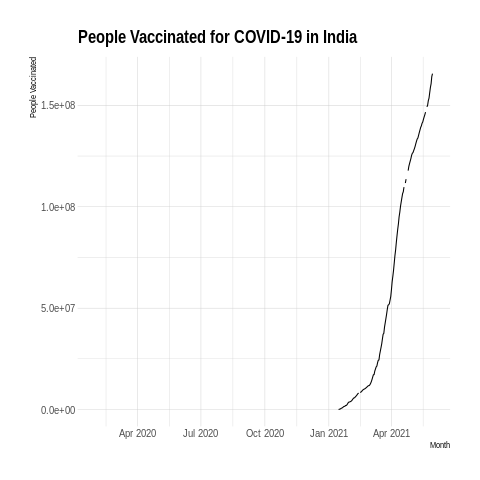 People Vaccinated for COVID-19 in India
People Vaccinated
1.5e+08
1.0e+08
5.0e+07
0.0e+00
Apr 2020 Jul 2020 Oct 2020 Jan 2021 Apr 2021
Month